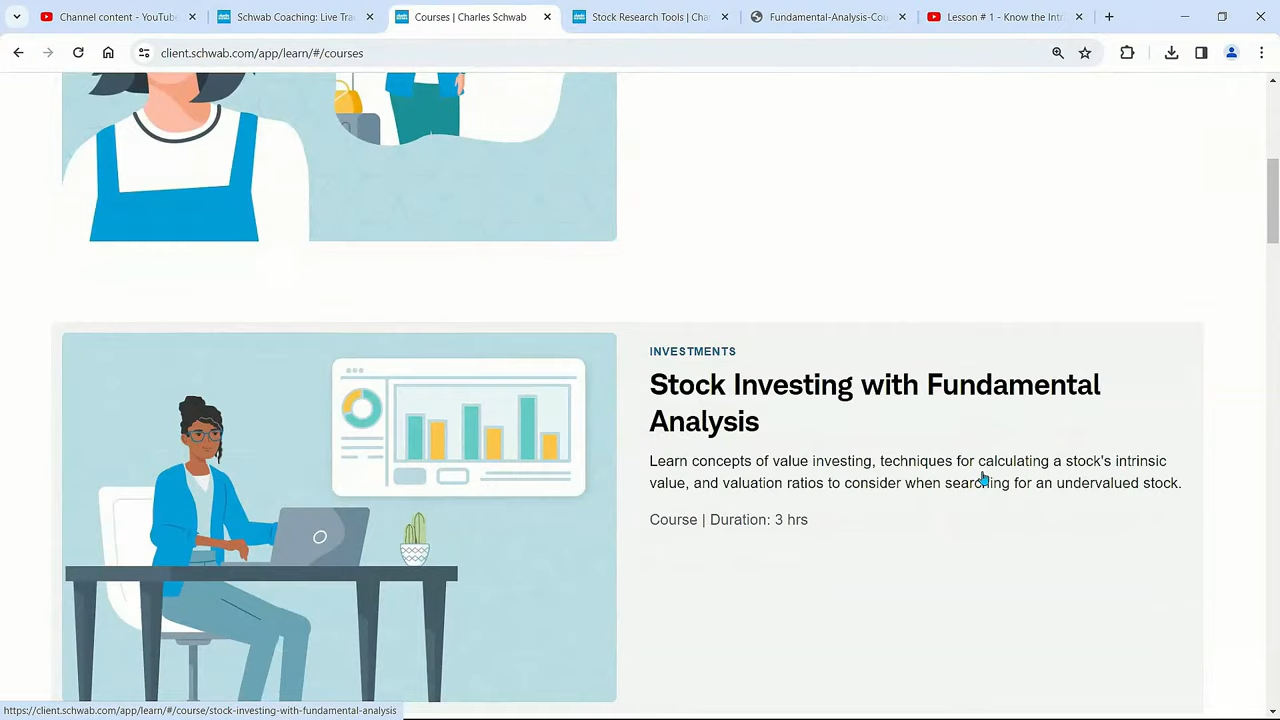 Channel content - YouTub
Schwab Coaching Live Tra
Courses | Charles Schwab
Stock Research Tools | Cha
Fundamental Analysis-Cou
Lesson # 1 - Know the Intr
client.schwab.com/app/learn/#/courses
INVESTMENTS
Stock Investing with Fundamental
Analysis
Learn concepts of value investing, techniques for calculating a stock's intrinsic
value, and valuation ratios to consider when searching for an undervalued stock.
Course | Duration: 3 hrs
https://client.schwab.com/app/learn/#/course/stock-investing-with-fundamental-analysis